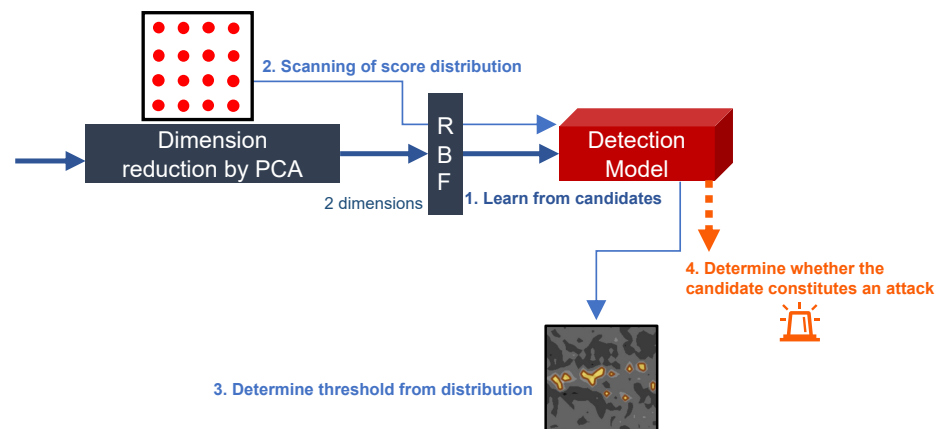 2. Scanning of score distribution
Dimension
reduction by PCA
R
B
F
Detection
Model
2 dimensions
1. Learn from candidates
4. Determine whether the
candidate constitutes an attack
3. Determine threshold from distribution